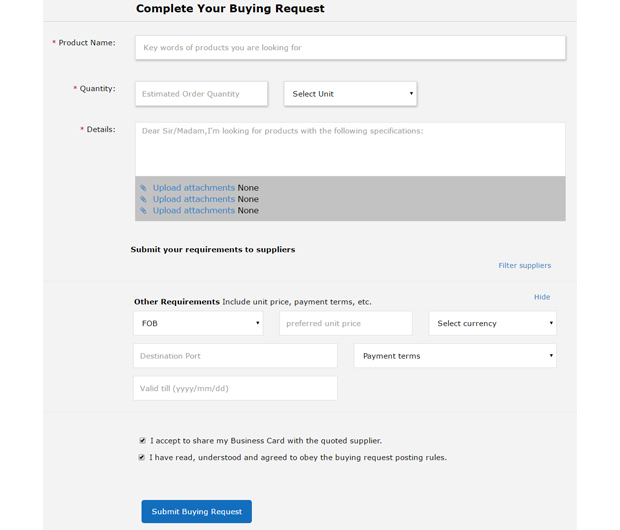 Complete Your Buying Request
* Product Name: Key words of products you are looking for
* Quantity: Estimated Order Quantity Select Unit
* Details: Dear Sir/Madam,I'm looking for products with the following specifications:
Upload attachments None
Upload attachments None
Upload attachments None
Submit your requirements to suppliers
Filter suppliers
Hide
Other Requirements Include unit price, payment terms, etc.
FOB preferred unit price Select currency
Destination Port Payment terms
Valid till (yyyy/mm/dd)
I accept to share my Business Card with the quoted supplier.
I have read, understood and agreed to obey the buying request posting rules.
Submit Buying Request